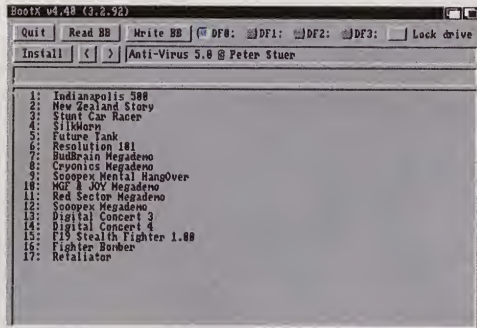 BootX v4.40 (3.2.92)
Quit Read BB Write BB DF0: DF1: DF2: DF3: Lock drive
Install < > Anti-Virus 5.0 @ Peter Stuer
1: Indianapolis 500
2: New Zealand Story
3: Stunt Car Racer
4: SilkWorm
5: Future Tank
6: Resolution 101
7: BudBrain Megademo
8: Cryonics Megademo
9: Scoopex Mental HangOver
10: MGF & JOY Megademo
11: Red Sector Megademo
12: Scoopex Megademo
13: Digital Concert 3
14: Digital Concert 4
15: F19 Stealth Fighter 1.00
16: Fighter Bomber
17: Retaliator